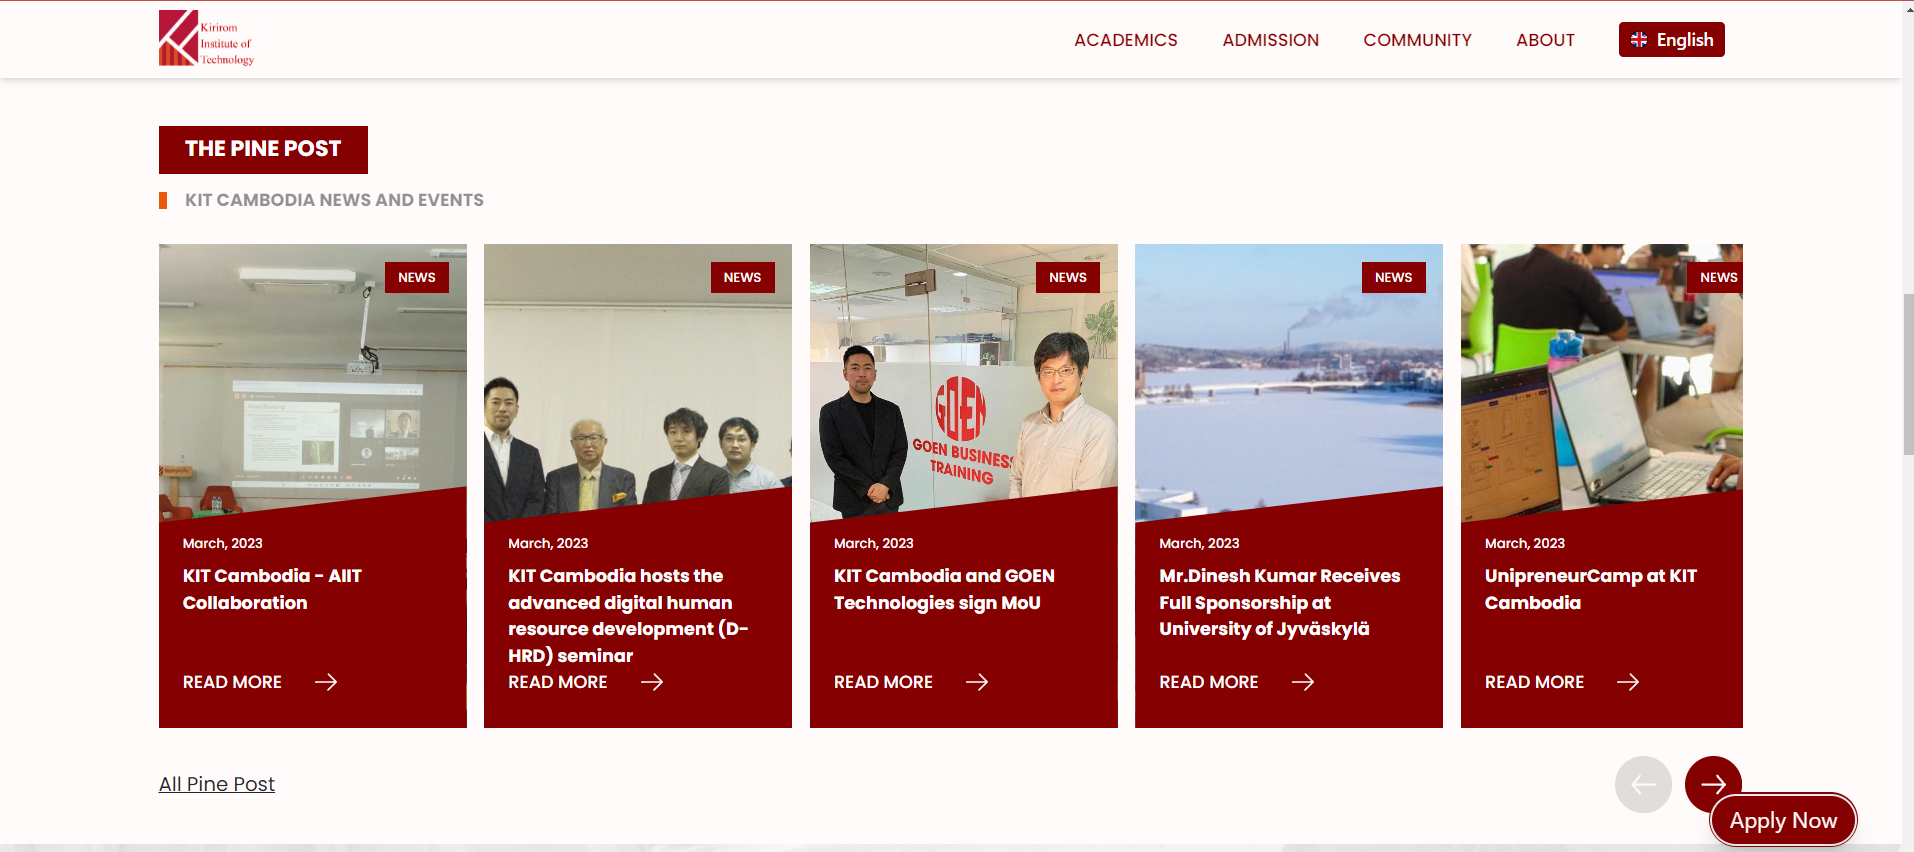 Kirirom
Institute of
Technology
ACADEMICS
ADMISSION
COMMUNITY
ABOUT
English
THE PINE POST
KIT CAMBODIA NEWS AND EVENTS
NEWS
March, 2023
KIT Cambodia - AIIT
Collaboration
READ MORE
NEWS
March, 2023
KIT Cambodia hosts the
advanced digital human
resource development (D-
HRD) seminar
READ MORE
NEWS
GOEN
GOEN BUSINESS
TRAINING
March, 2023
KIT Cambodia and GOEN
Technologies sign MoU
READ MORE
NEWS
March, 2023
Mr.Dinesh Kumar Receives
Full Sponsorship at
University of Jyväskylä
READ MORE
NEWS
March, 2023
UnipreneurCamp at KIT
Cambodia
READ MORE
All Pine Post
Apply Now